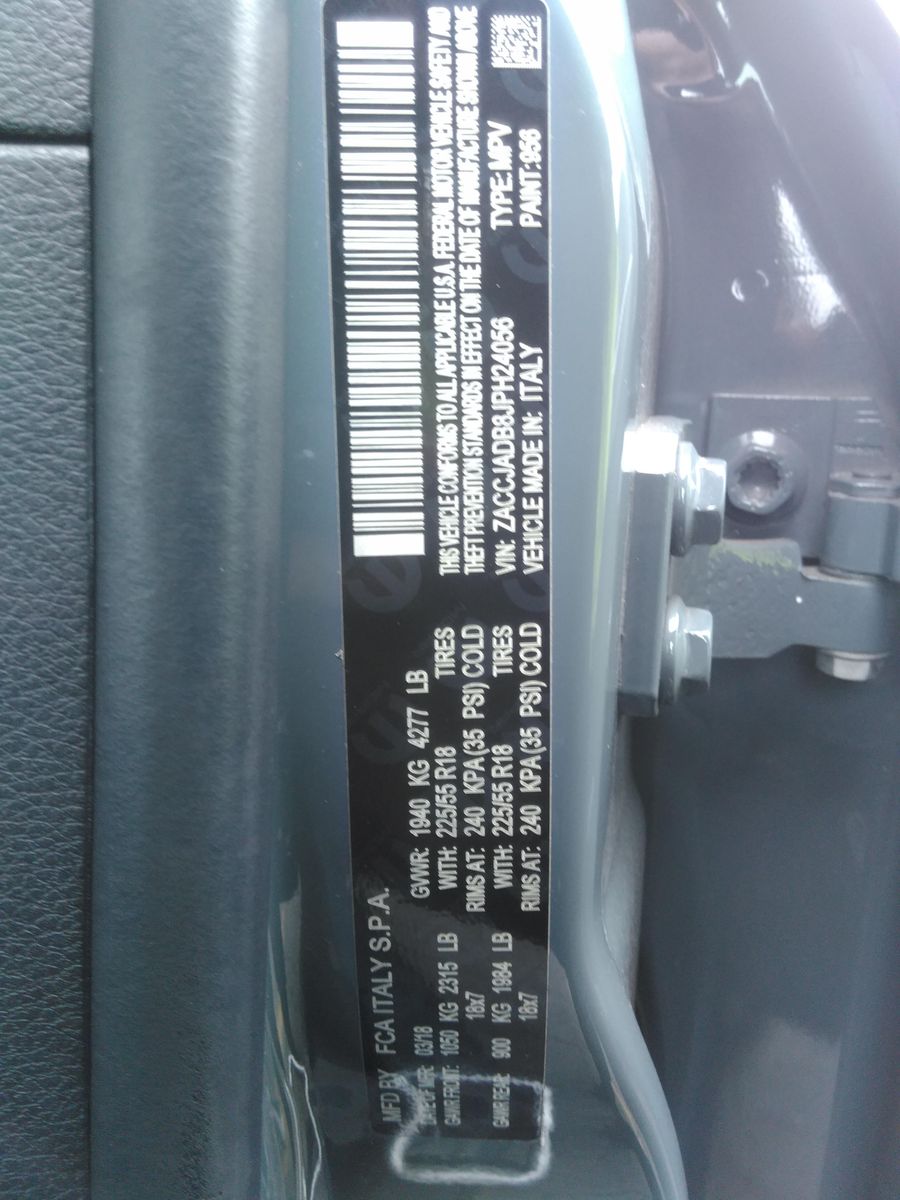 MFD BY FCA ITALY S.P.A.
DATE OF MFR: 03/18 GVWR: 1940 KG 4277 LB
GAWR FRONT: 1050 KG 2315 LB WITH: 225/55 R18 TIRES
18x7 RIMS AT: 240 KPA(35 PSI) COLD
GAWR REAR: 900 KG 1984 LB WITH: 225/55 R18 TIRES
18x7 RIMS AT: 240 KPA(35 PSI) COLD
THIS VEHICLE CONFORMS TO ALL APPLICABLE U.S.A. FEDERAL MOTOR VEHICLE SAFETY AND
THEFT PREVENTION STANDARDS IN EFFECT ON THE DATE OF MANUFACTURE SHOWN ABOVE
VIN: ZACCJADB8JPH24056 TYPE: MPV
VEHICLE MADE IN: ITALY PAINT: 956